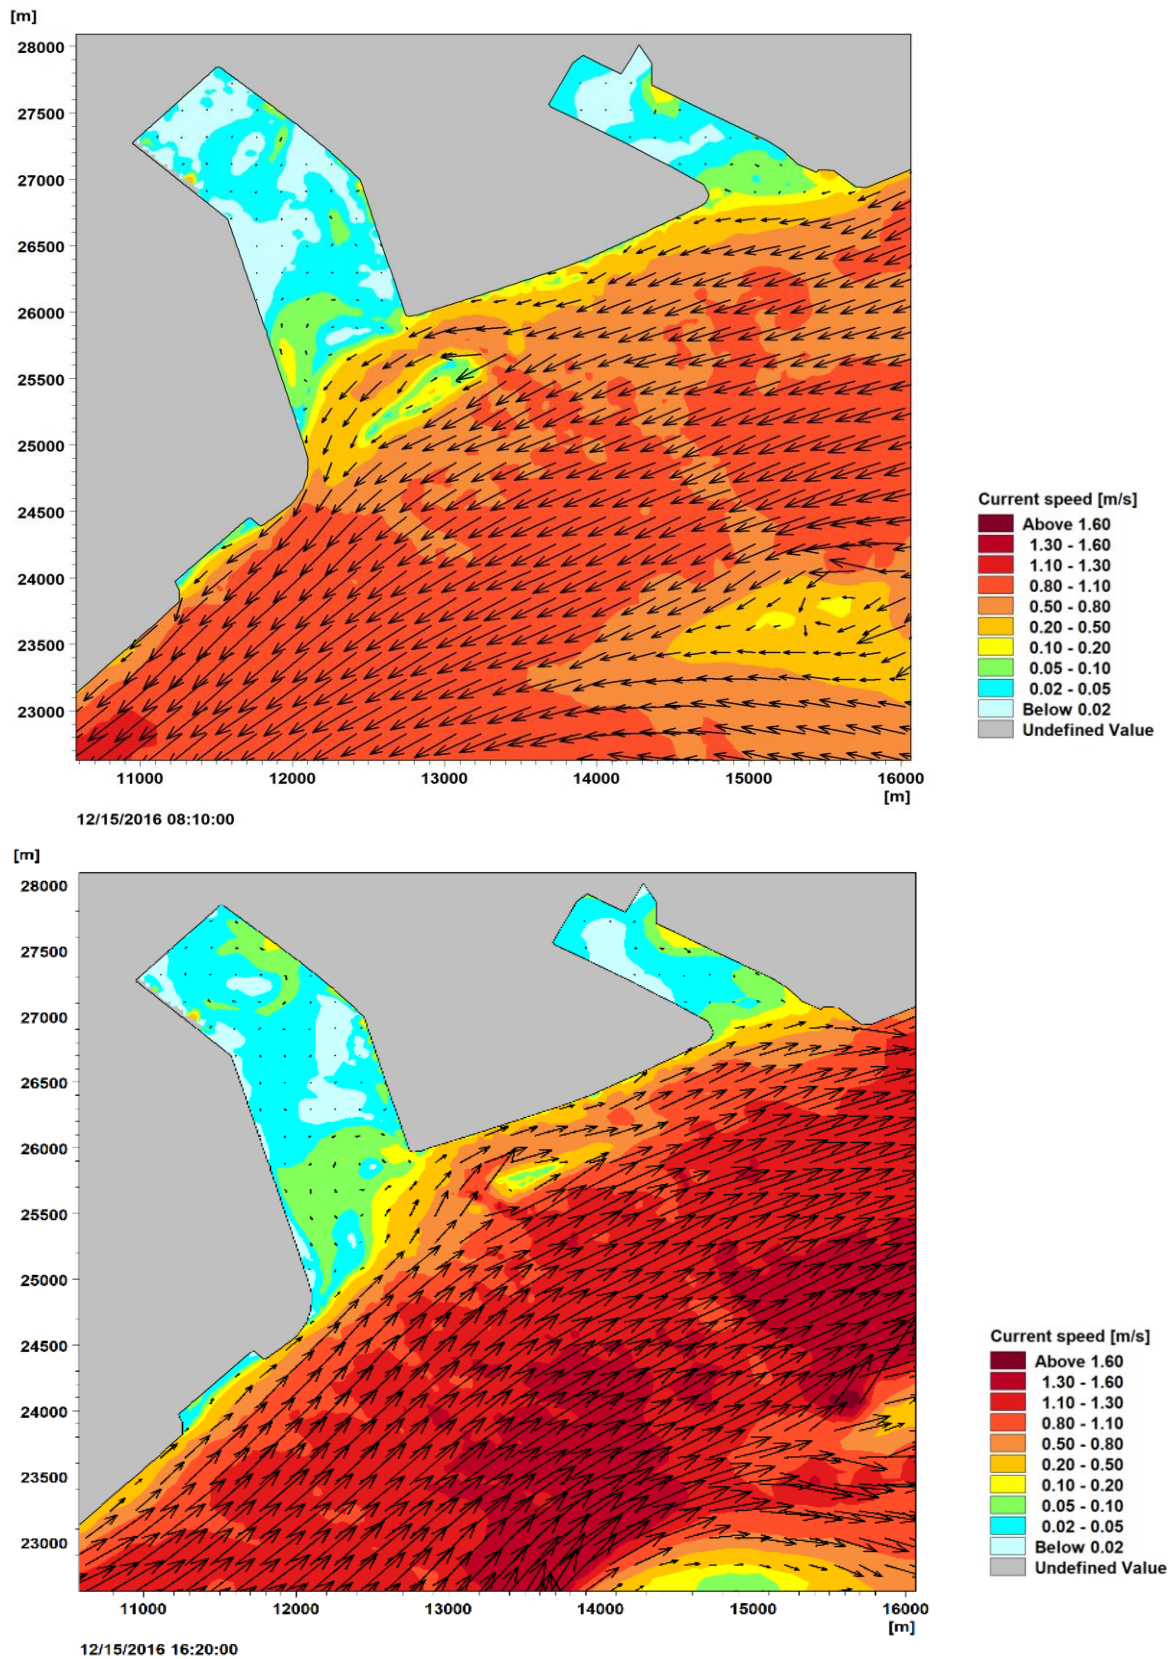 [m]
28000
27500
27000
26500
26000
25500
25000
24500
24000
23500
23000
11000 12000 13000 14000 15000 16000
[m]
12/15/2016 08:10:00
Current speed [m/s]
Above 1.60
1.30 - 1.60
1.10 - 1.30
0.80 - 1.10
0.50 - 0.80
0.20 - 0.50
0.10 - 0.20
0.05 - 0.10
0.02 - 0.05
Below 0.02
Undefined Value
[m]
28000
27500
27000
26500
26000
25500
25000
24500
24000
23500
23000
11000 12000 13000 14000 15000 16000
[m]
12/15/2016 16:20:00
Current speed [m/s]
Above 1.60
1.30 - 1.60
1.10 - 1.30
0.80 - 1.10
0.50 - 0.80
0.20 - 0.50
0.10 - 0.20
0.05 - 0.10
0.02 - 0.05
Below 0.02
Undefined Value